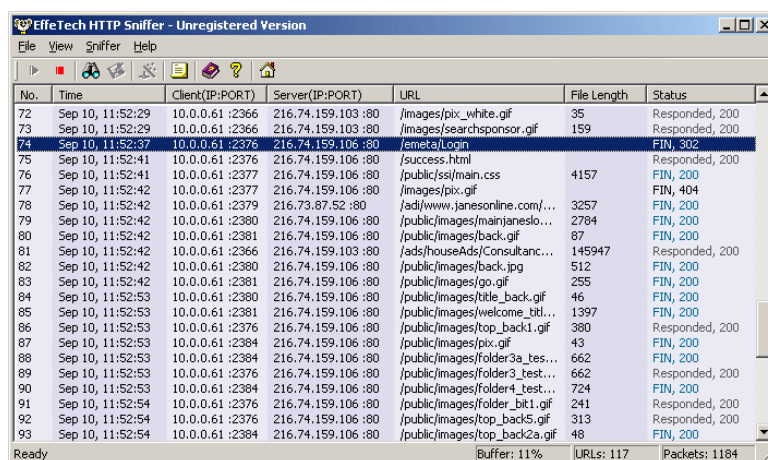 EffeTech HTTP Sniffer - Unregistered Version
File View Sniffer Help
No. Time Client(IP:PORT) Server(IP:PORT) URL File Length Status
72 Sep 10, 11:52:29 10.0.0.61 :2366 216.74.159.103 :80 /images/pix_white.gif 35 Responded, 200
73 Sep 10, 11:52:29 10.0.0.61 :2366 216.74.159.103 :80 /images/searchsponsor.gif 159 Responded, 200
74 Sep 10, 11:52:37 10.0.0.61 :2376 216.74.159.106 :80 /emeta/Login FIN, 302
75 Sep 10, 11:52:41 10.0.0.61 :2376 216.74.159.106 :80 /success.html Responded, 200
76 Sep 10, 11:52:41 10.0.0.61 :2377 216.74.159.106 :80 /public/ssi/main.css 4157 FIN, 200
77 Sep 10, 11:52:42 10.0.0.61 :2377 216.74.159.106 :80 /images/pix.gif FIN, 404
78 Sep 10, 11:52:42 10.0.0.61 :2379 216.73.87.52 :80 /adi/www.janesonline.com/... 3257 FIN, 200
79 Sep 10, 11:52:42 10.0.0.61 :2380 216.74.159.106 :80 /public/images/mainjaneslo... 2784 FIN, 200
80 Sep 10, 11:52:42 10.0.0.61 :2381 216.74.159.106 :80 /public/images/back.gif 87 FIN, 200
81 Sep 10, 11:52:42 10.0.0.61 :2366 216.74.159.103 :80 /ads/houseAds/Consultanc... 145947 Responded, 200
82 Sep 10, 11:52:42 10.0.0.61 :2380 216.74.159.106 :80 /public/images/back.jpg 512 FIN, 200
83 Sep 10, 11:52:42 10.0.0.61 :2381 216.74.159.106 :80 /public/images/go.gif 255 FIN, 200
84 Sep 10, 11:52:53 10.0.0.61 :2380 216.74.159.106 :80 /public/images/title_back.gif 46 FIN, 200
85 Sep 10, 11:52:53 10.0.0.61 :2381 216.74.159.106 :80 /public/images/welcome_titl... 1397 FIN, 200
86 Sep 10, 11:52:53 10.0.0.61 :2376 216.74.159.106 :80 /public/images/top_back1.gif 380 Responded, 200
87 Sep 10, 11:52:53 10.0.0.61 :2384 216.74.159.106 :80 /public/images/pix.gif 43 FIN, 200
88 Sep 10, 11:52:53 10.0.0.61 :2384 216.74.159.106 :80 /public/images/folder3a_tes... 662 FIN, 200
89 Sep 10, 11:52:53 10.0.0.61 :2376 216.74.159.106 :80 /public/images/folder3_test... 662 Responded, 200
90 Sep 10, 11:52:53 10.0.0.61 :2384 216.74.159.106 :80 /public/images/folder4_test... 724 FIN, 200
91 Sep 10, 11:52:54 10.0.0.61 :2376 216.74.159.106 :80 /public/images/folder_bit1.gif 241 Responded, 200
92 Sep 10, 11:52:54 10.0.0.61 :2376 216.74.159.106 :80 /public/images/top_back5.gif 313 Responded, 200
93 Sep 10, 11:52:54 10.0.0.61 :2384 216.74.159.106 :80 /public/images/top_back2a.gif 48 FIN, 200
Ready Buffer: 11% URLs: 117 Packets: 1184